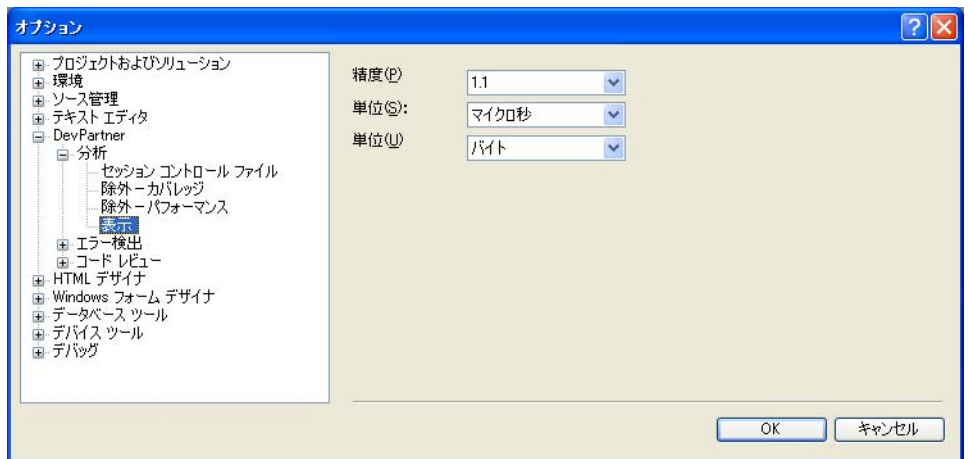 オプション
プロジェクトおよびソリューション
環境
ソース管理
テキスト エディタ
DevPartner
分析
セッション コントロール ファイル
除外－カバレッジ
除外－パフォーマンス
表示
エラー検出
コード レビュー
HTML デザイナ
Windows フォーム デザイナ
データベース ツール
デバイス ツール
デバッグ
精度(P) 1.1
単位(S): マイクロ秒
単位(U) バイト
OK キャンセル